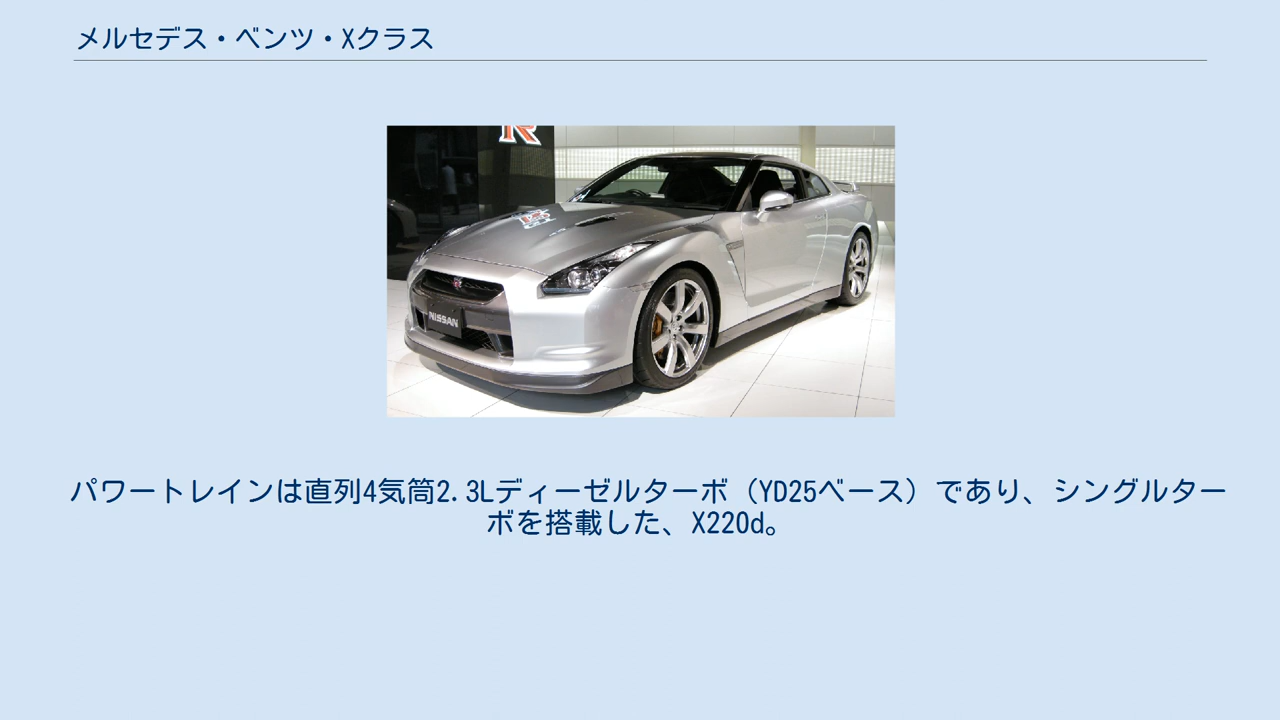 メルセデス・ベンツ・Xクラス
R
R
NISSAN
パワートレインは直列4気筒2.3Lディーゼルターボ（YD25ベース）であり、シングルター
ボを搭載した、X220d。